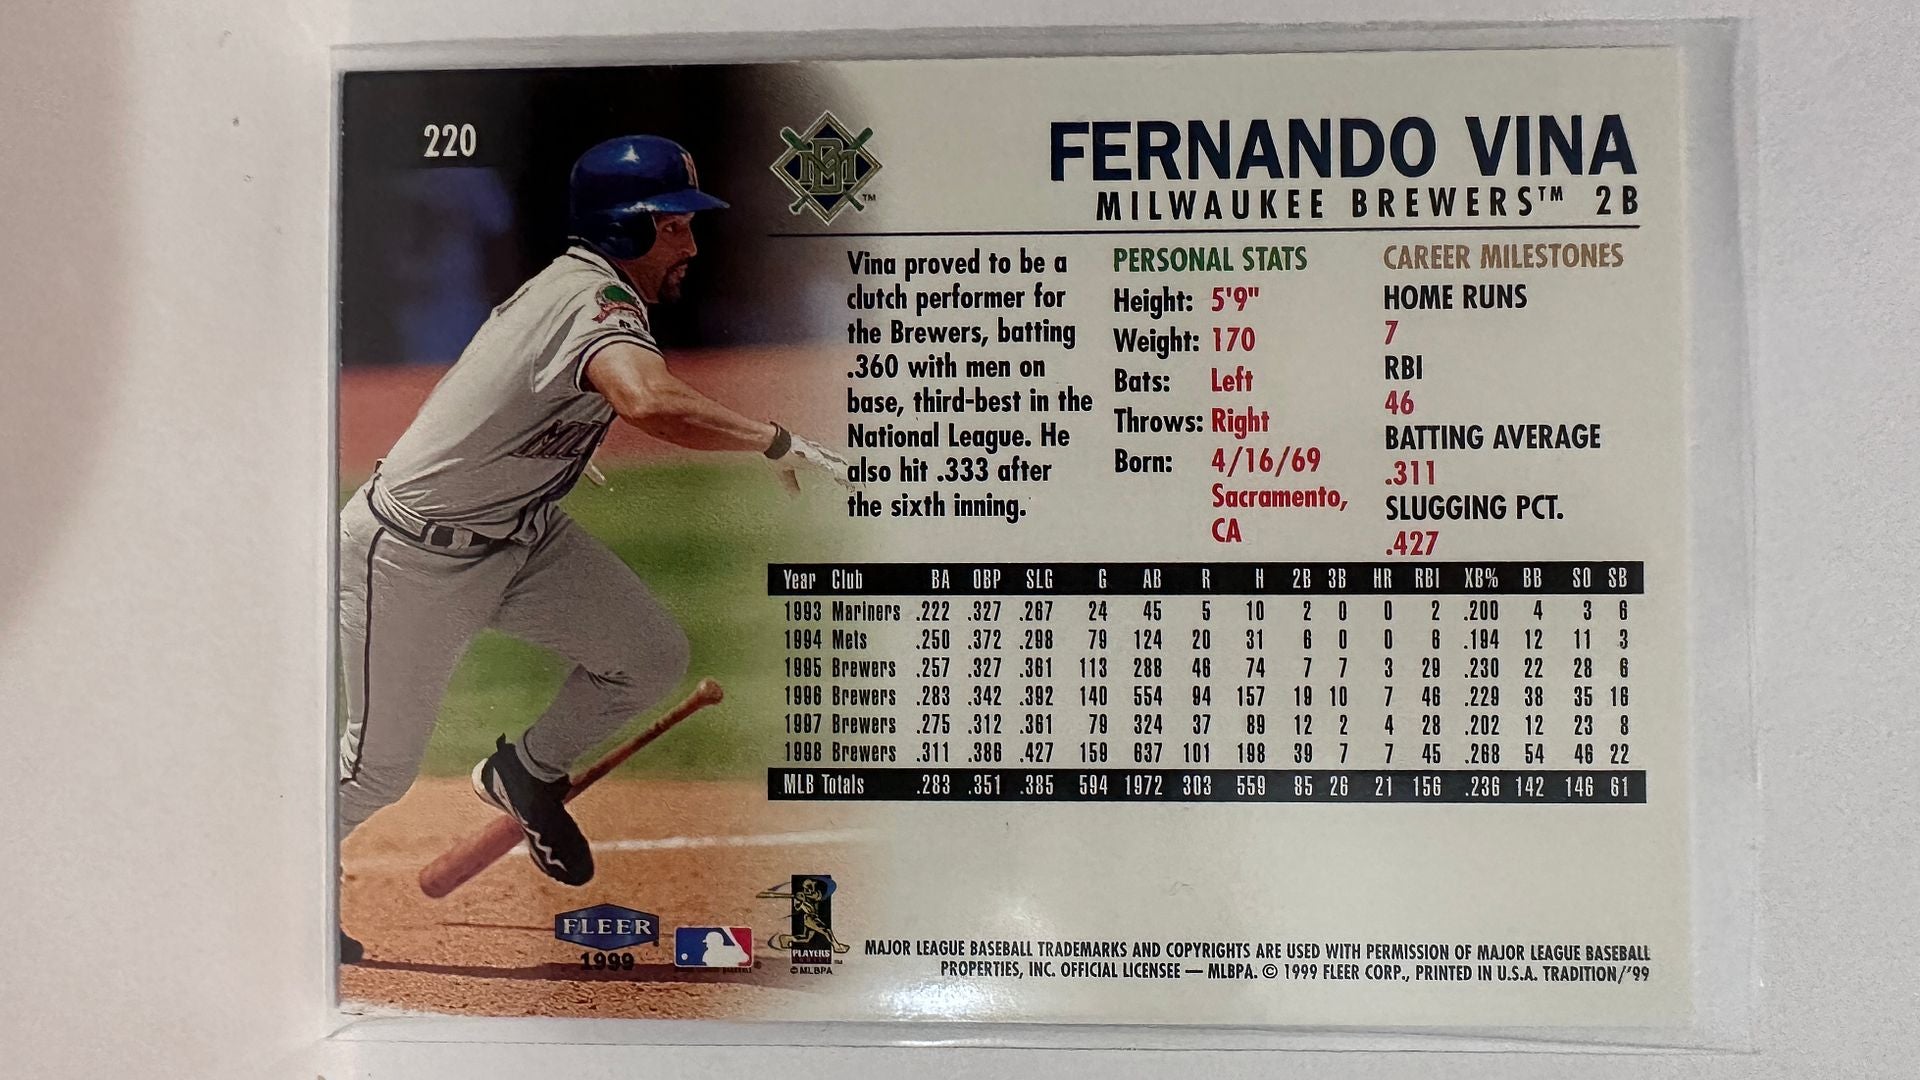 220
FERNANDO VINA
MILWAUKEE BREWERS™ 2B
Vina proved to be a
clutch performer for
the Brewers, batting
.360 with men on
base, third-best in the
National League. He
also hit .333 after
the sixth inning.
PERSONAL STATS
Height: 5'9"
Weight: 170
Bats: Left
Throws: Right
Born: 4/16/69
Sacramento,
CA
CAREER MILESTONES
HOME RUNS
7
RBI
46
BATTING AVERAGE
.311
SLUGGING PCT.
.427
Year Club BA OBP SLG G AB R H 2B 3B HR RBI XB% BB SO SB
1993 Mariners .222 .327 .267 24 45 5 10 2 0 0 2 .200 4 3 6
1994 Mets .250 .372 .298 79 124 20 31 6 0 0 6 .194 12 11 3
1995 Brewers .257 .327 .361 113 288 46 74 7 7 3 29 .230 22 28 6
1996 Brewers .283 .342 .392 140 554 94 157 19 10 7 46 .229 38 35 16
1997 Brewers .275 .312 .361 79 324 37 89 12 2 4 28 .202 12 23 8
1998 Brewers .311 .386 .427 159 637 101 198 39 7 7 45 .268 54 46 22
MLB Totals .283 .351 .385 594 1972 303 559 85 26 21 156 .236 142 146 61
FLEER
1999
PLAYERS
© MLBPA
MAJOR LEAGUE BASEBALL TRADEMARKS AND COPYRIGHTS ARE USED WITH PERMISSION OF MAJOR LEAGUE BASEBALL
PROPERTIES, INC. OFFICIAL LICENSEE — MLBPA. © 1999 FLEER CORP., PRINTED IN U.S.A. TRADITION/'99